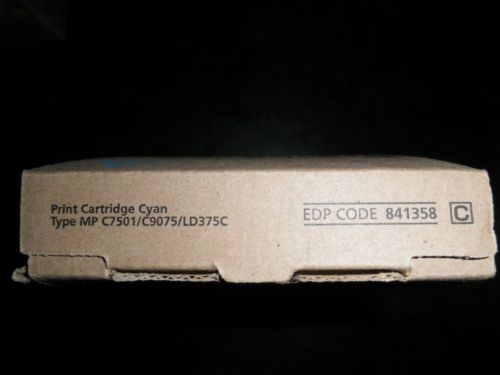 Print Cartridge Cyan
Type MP C7501/C9075/LD375C
EDP CODE 841358 C